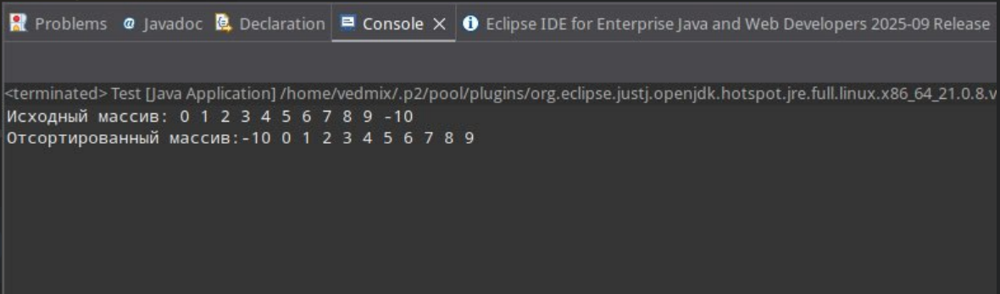 Problems @ Javadoc Declaration Console Eclipse IDE for Enterprise Java and Web Developers 2025-09 Release
<terminated> Test [Java Application] /home/vedmix/.p2/pool/plugins/org.eclipse.justj.openjdk.hotspot.jre.full.linux.x86_64_21.0.8.v
Исходный массив: 0 1 2 3 4 5 6 7 8 9 -10
Отсортированный массив:-10 0 1 2 3 4 5 6 7 8 9